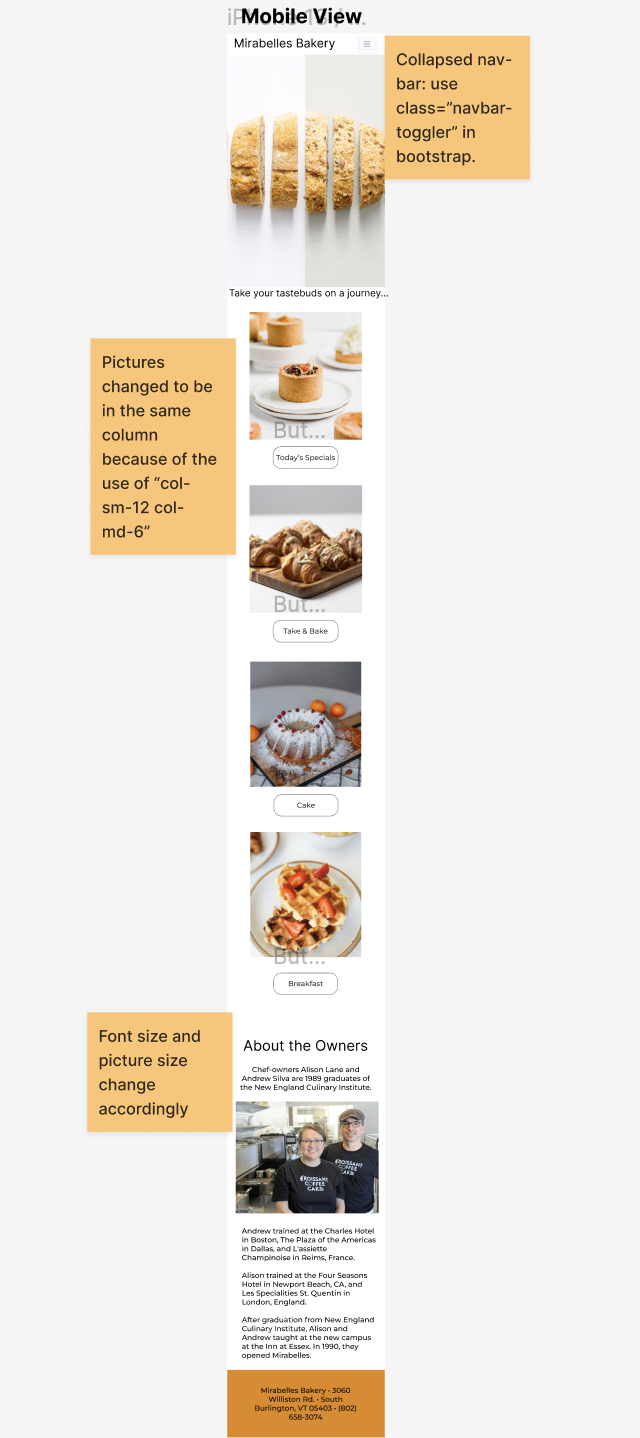 Mobile View
Mirabelles Bakery
Collapsed nav-
bar: use
class=”navbar-
toggler” in
bootstrap.
Take your tastebuds on a journey...
Pictures
changed to be
in the same
column
because of the
use of “col-
sm-12 col-
md-6”
But...
Today's Specials
But...
Take & Bake
Cake
But...
Breakfast
Font size and
picture size
change
accordingly
About the Owners
Chef-owners Alison Lane and
Andrew Silva are 1989 graduates of
the New England Culinary Institute.
CROISSANT
COFFEE
CAKE
CROISSANT
COFFEE
CAKE
Andrew trained at the Charles Hotel
in Boston, The Plaza of the Americas
in Dallas, and L'assiette
Champinoise in Reims, France.
Alison trained at the Four Seasons
Hotel in Newport Beach, CA, and
Les Specialities St. Quentin in
London, England.
After graduation from New England
Culinary Institute, Alison and
Andrew taught at the new campus
at the Inn at Essex. In 1990, they
opened Mirabelles.
Mirabelles Bakery • 3060
Williston Rd. • South
Burlington, VT 05403 • (802)
658-3074